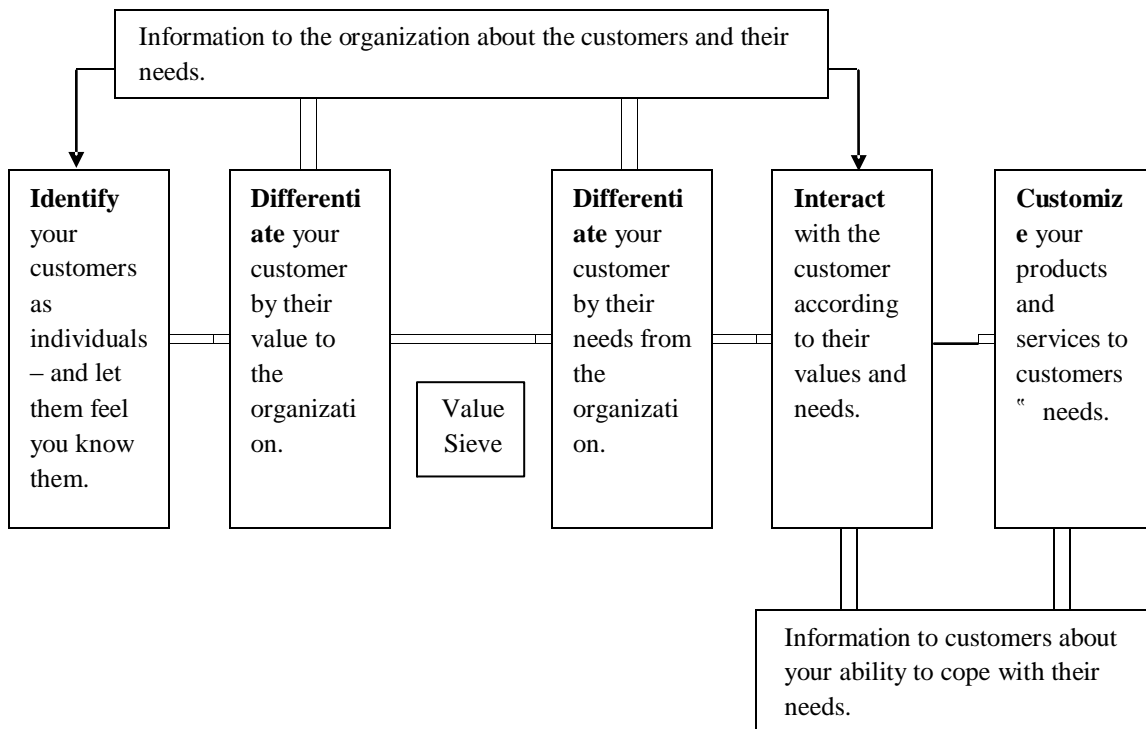 Information to the organization about the customers and their
needs.
Identify
your
customers
as
individuals
– and let
them feel
you know
them.
Differenti
ate your
customer
by their
value to
the
organizati
on.
Value
Sieve
Differenti
ate your
customer
by their
needs from
the
organizati
on.
Interact
with the
customer
according
to their
values and
needs.
Customiz
e your
products
and
services to
customers
‟ needs.
Information to customers about
your ability to cope with their
needs.